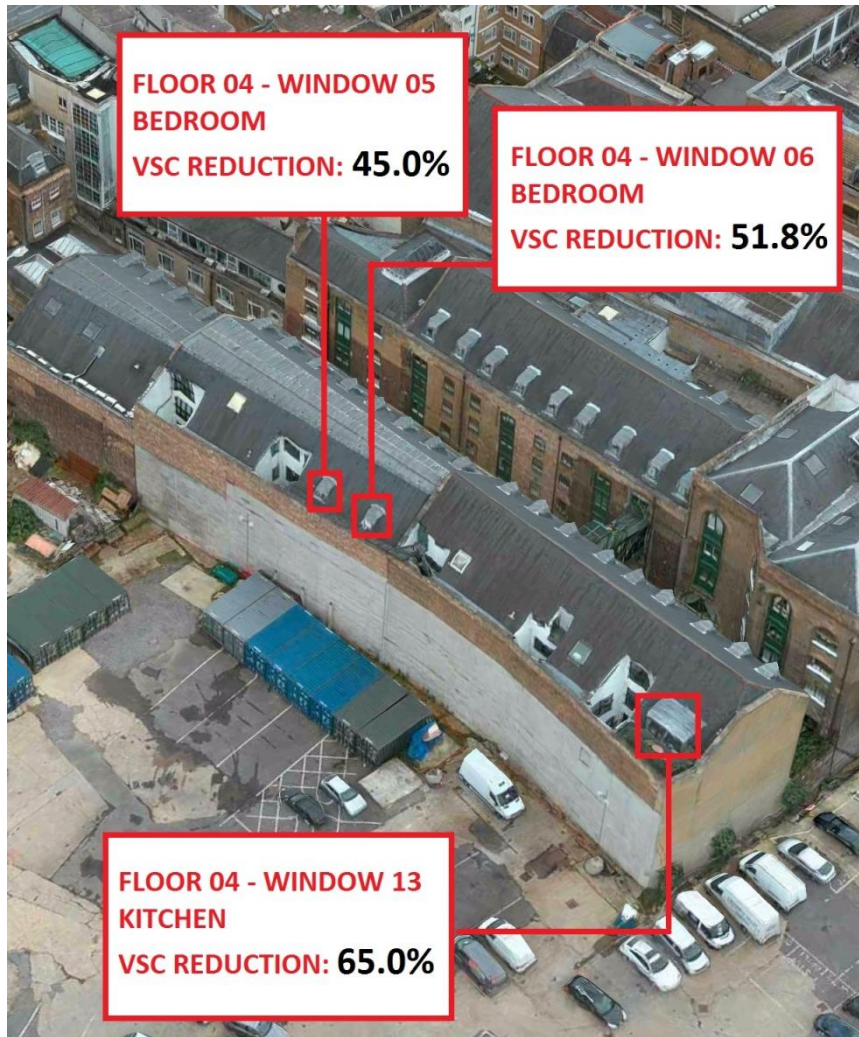 FLOOR 04 - WINDOW 05
BEDROOM
VSC REDUCTION: 45.0%
FLOOR 04 - WINDOW 06
BEDROOM
VSC REDUCTION: 51.8%
FLOOR 04 - WINDOW 13
KITCHEN
VSC REDUCTION: 65.0%